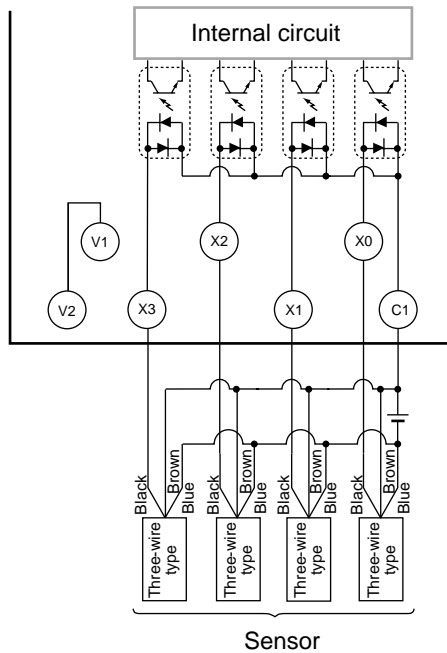 Internal circuit
V1
X2
X0
V2
X3
X1
C1
Black
Brown
Blue
Black
Brown
Blue
Black
Brown
Blue
Black
Brown
Blue
Three-wire
type
Three-wire
type
Three-wire
type
Three-wire
type
Sensor